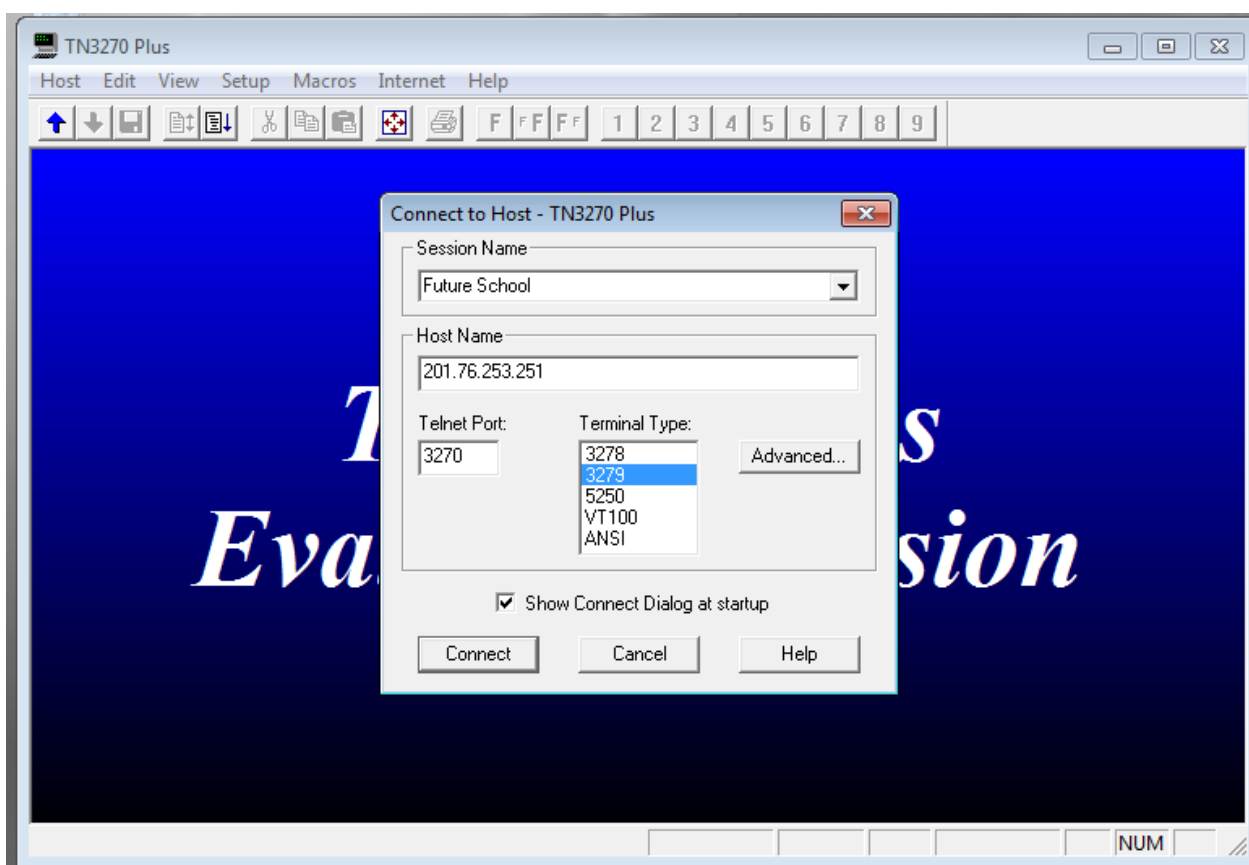 TN3270 Plus
Host Edit View Setup Macros Internet Help
F FF FF 1 2 3 4 5 6 7 8 9
Connect to Host - TN3270 Plus
Session Name
Future School
Host Name
201.76.253.251
Telnet Port: Terminal Type:
3270
3278
3279
5250
VT100
ANSI
Advanced...
Show Connect Dialog at startup
Connect Cancel Help
NUM